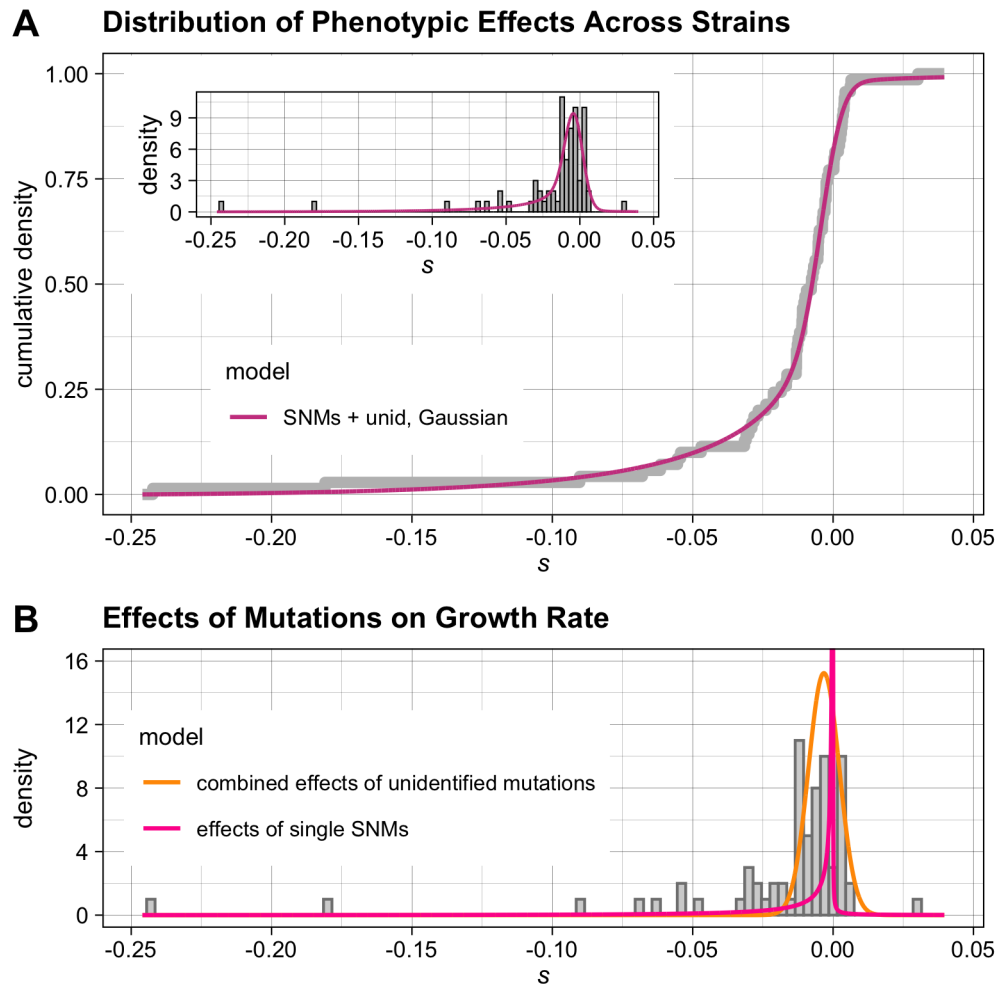 A Distribution of Phenotypic Effects Across Strains
cumulative density
1.00
0.75
0.50
0.25
0.00
density
9
6
3
0
-0.25 -0.20 -0.15 -0.10 -0.05 0.00 0.05
s
model
SNMs + unid, Gaussian
-0.25 -0.20 -0.15 -0.10 -0.05 0.00 0.05
s
B Effects of Mutations on Growth Rate
density
16
12
8
4
0
model
combined effects of unidentified mutations
effects of single SNMs
-0.25 -0.20 -0.15 -0.10 -0.05 0.00 0.05
s